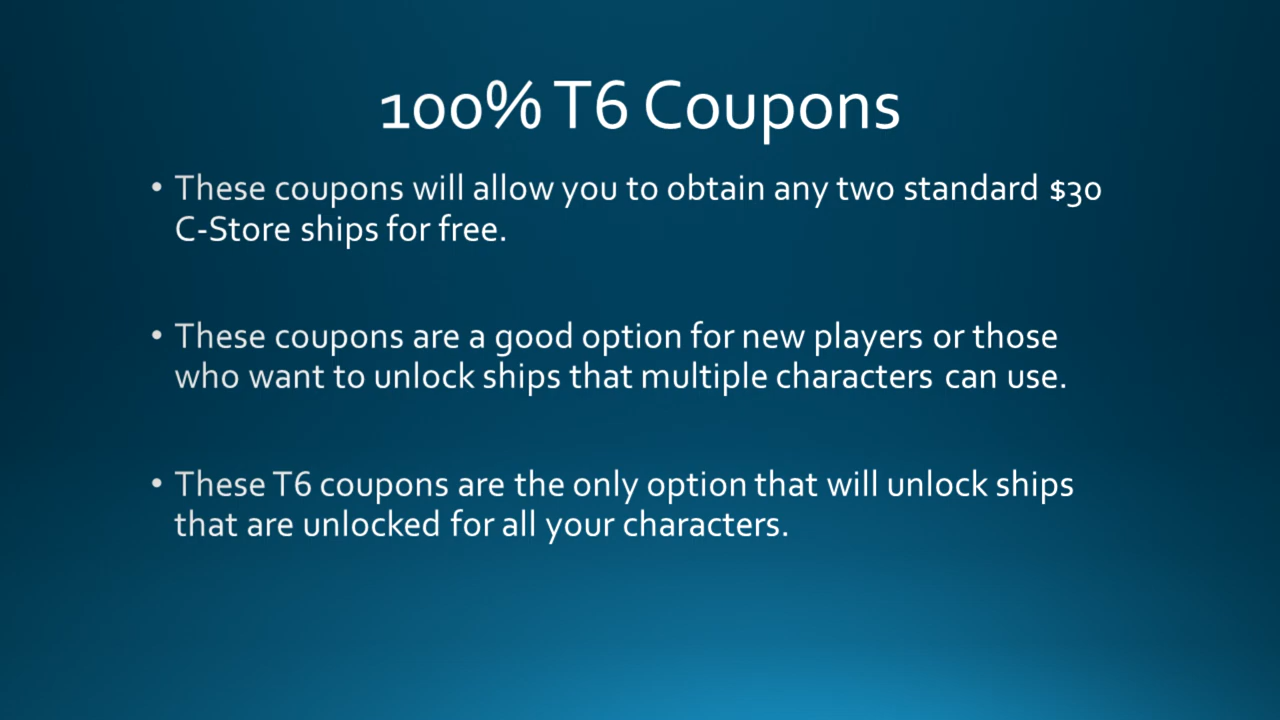 100% T6 Coupons
• These coupons will allow you to obtain any two standard $30
C-Store ships for free.
• These coupons are a good option for new players or those
who want to unlock ships that multiple characters can use.
• These T6 coupons are the only option that will unlock ships
that are unlocked for all your characters.